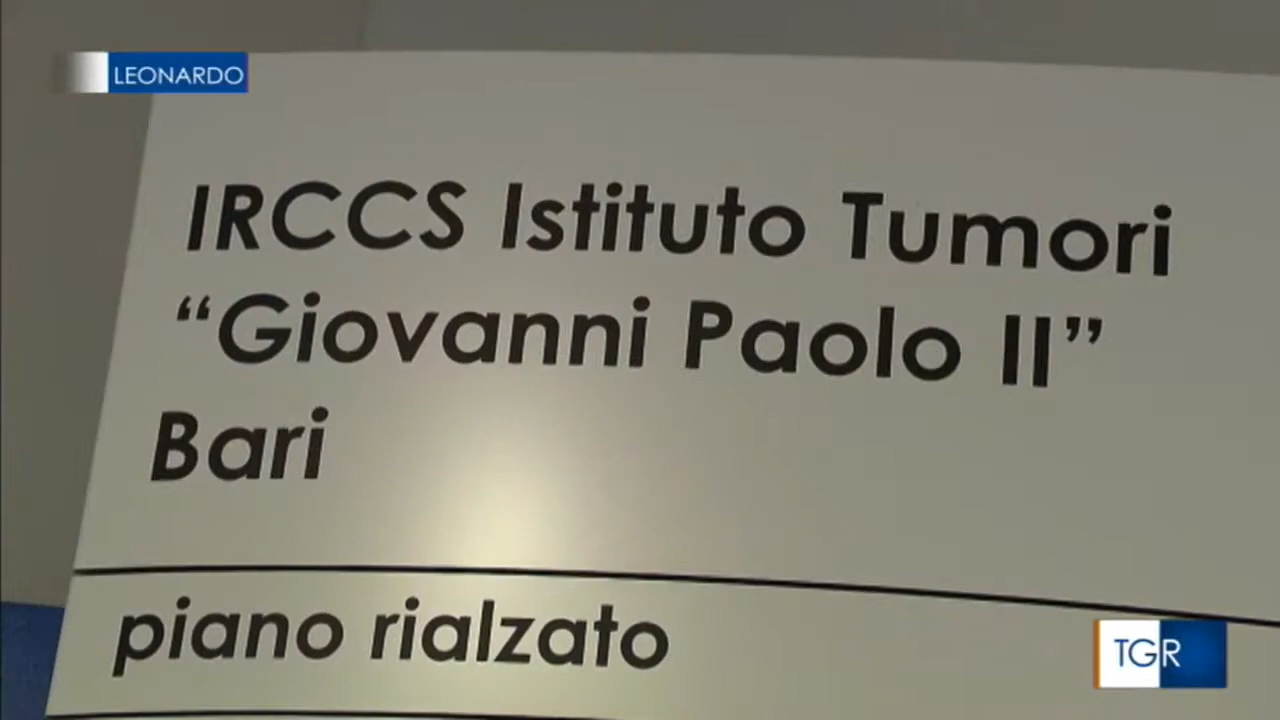 LEONARDO
IRCCS Istituto Tumori
“Giovanni Paolo II”
Bari
piano rialzato
TGR